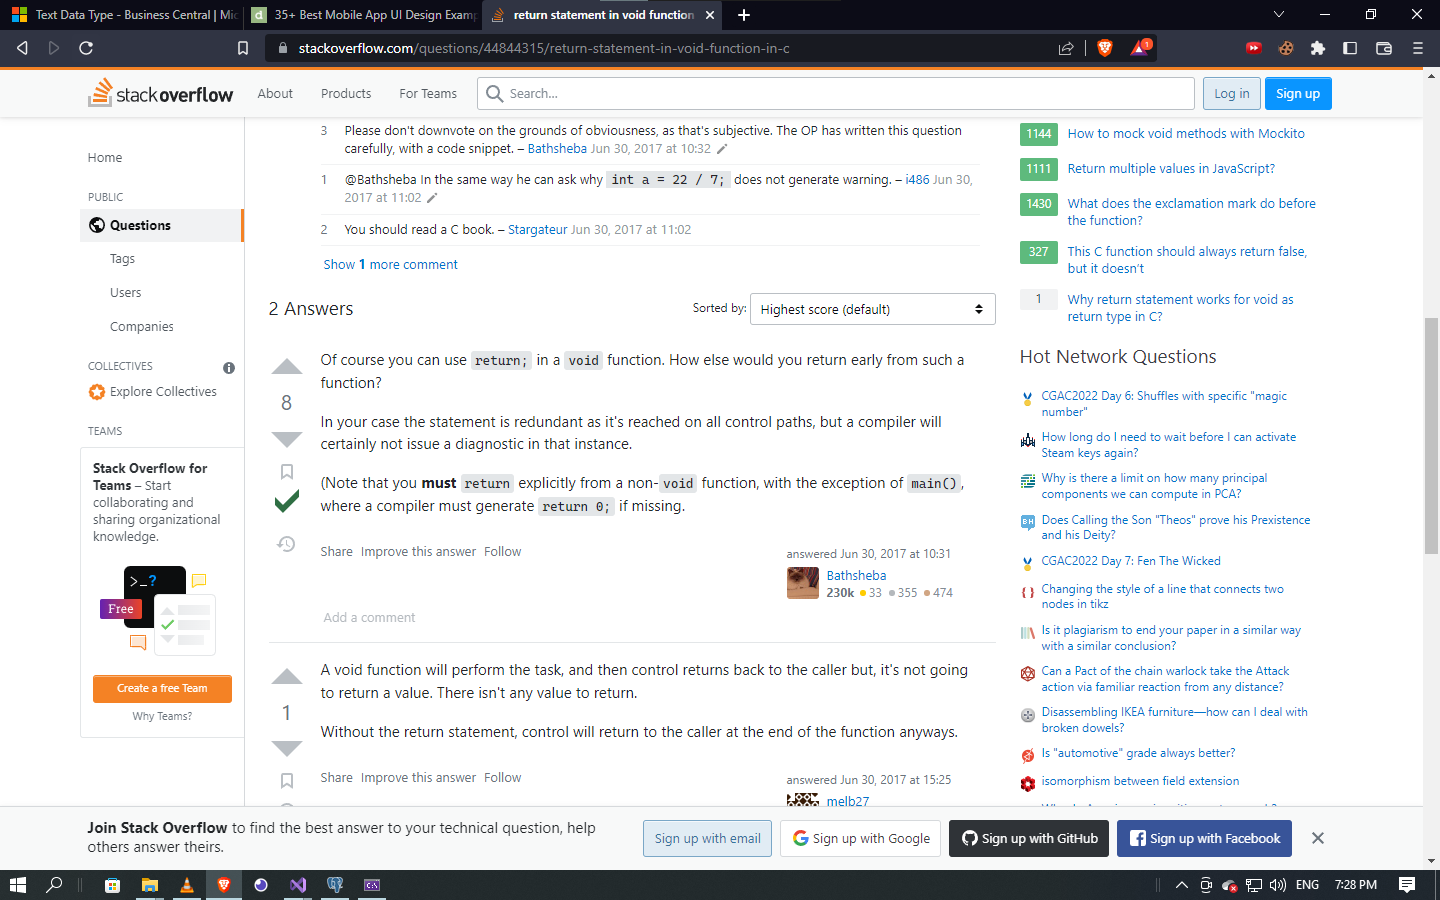 Text Data Type - Business Central | Mic
35+ Best Mobile App UI Design Examp
return statement in void function
stackoverflow.com/questions/44844315/return-statement-in-void-function-in-c
1
stackoverflow
About
Products
For Teams
Search...
Log in
Sign up
Home
PUBLIC
Questions
Tags
Users
Companies
COLLECTIVES
Explore Collectives
TEAMS
Stack Overflow for
Teams – Start
collaborating and
sharing organizational
knowledge.
>_?
Free
Create a free Team
Why Teams?
3 Please don't downvote on the grounds of obviousness, as that's subjective. The OP has written this question
carefully, with a code snippet. – Bathsheba Jun 30, 2017 at 10:32
1 @Bathsheba In the same way he can ask why int a = 22 / 7; does not generate warning. – i486 Jun 30,
2017 at 11:02
2 You should read a C book. – Stargateur Jun 30, 2017 at 11:02
Show 1 more comment
2 Answers
Sorted by:
Highest score (default)
8
Of course you can use return; in a void function. How else would you return early from such a
function?
In your case the statement is redundant as it's reached on all control paths, but a compiler will
certainly not issue a diagnostic in that instance.
(Note that you must return explicitly from a non-void function, with the exception of main(),
where a compiler must generate return 0; if missing.
Share Improve this answer Follow
answered Jun 30, 2017 at 10:31
Bathsheba
230k 33 355 474
Add a comment
1
A void function will perform the task, and then control returns back to the caller but, it's not going
to return a value. There isn't any value to return.
Without the return statement, control will return to the caller at the end of the function anyways.
Share Improve this answer Follow
answered Jun 30, 2017 at 15:25
melb27
1144 How to mock void methods with Mockito
1111 Return multiple values in JavaScript?
1430 What does the exclamation mark do before
the function?
327 This C function should always return false,
but it doesn’t
1 Why return statement works for void as
return type in C?
Hot Network Questions
CGAC2022 Day 6: Shuffles with specific "magic
number"
How long do I need to wait before I can activate
Steam keys again?
Why is there a limit on how many principal
components we can compute in PCA?
BH
Does Calling the Son "Theos" prove his Prexistence
and his Deity?
CGAC2022 Day 7: Fen The Wicked
Changing the style of a line that connects two
nodes in tikz
Is it plagiarism to end your paper in a similar way
with a similar conclusion?
Can a Pact of the chain warlock take the Attack
action via familiar reaction from any distance?
Disassembling IKEA furniture—how can I deal with
broken dowels?
Is "automotive" grade always better?
isomorphism between field extension
Join Stack Overflow to find the best answer to your technical question, help
others answer theirs.
Sign up with email
Sign up with Google
Sign up with GitHub
Sign up with Facebook
ENG
7:28 PM